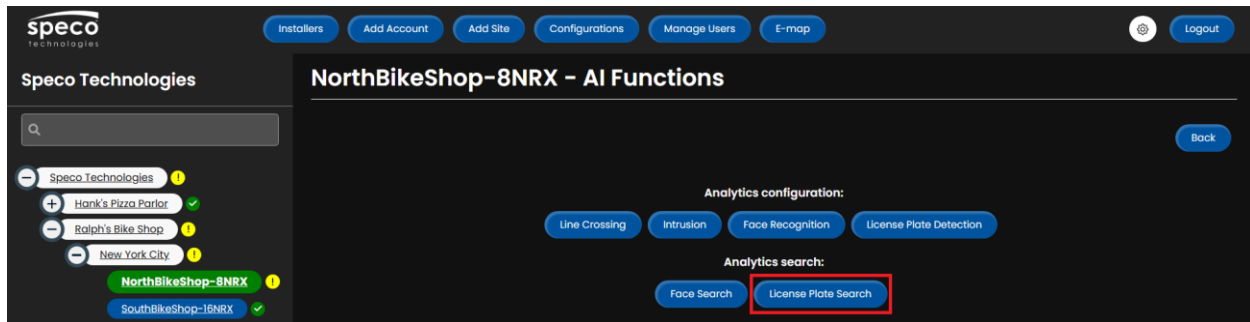 speco
technologies
Installers
Add Account
Add Site
Configurations
Manage Users
E-map
Logout
Speco Technologies
NorthBikeShop-8NRX - AI Functions
Back
Speco Technologies
Hank's Pizza Parlor
Ralph's Bike Shop
New York City
NorthBikeShop-8NRX
SouthBikeShop-16NRX
Analytics configuration:
Line Crossing
Intrusion
Face Recognition
License Plate Detection
Analytics search:
Face Search
License Plate Search